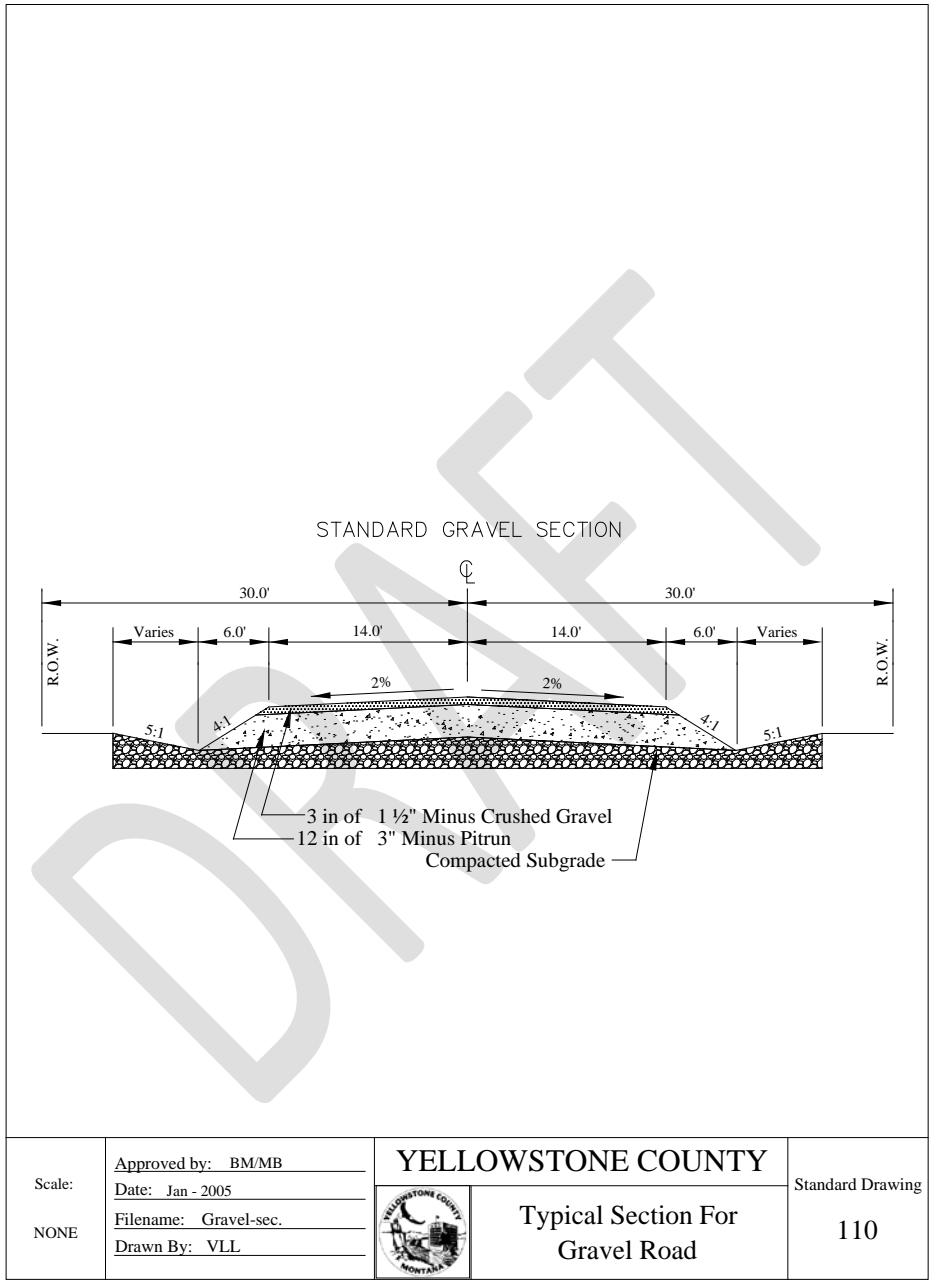 DRAFT
STANDARD GRAVEL SECTION
℄
30.0' 30.0'
Varies 6.0' 14.0' 14.0' 6.0' Varies
R.O.W. R.O.W.
2% 2%
5:1 4:1 4:1 5:1
3 in of 1 ½" Minus Crushed Gravel
12 in of 3" Minus Pitrun
Compacted Subgrade
Scale:
NONE
Approved by: BM/MB
Date: Jan - 2005
Filename: Gravel-sec.
Drawn By: VLL
YELLOWSTONE COUNTY
YELLOWSTONE COUNTY
MONTANA
Typical Section For
Gravel Road
Standard Drawing
110